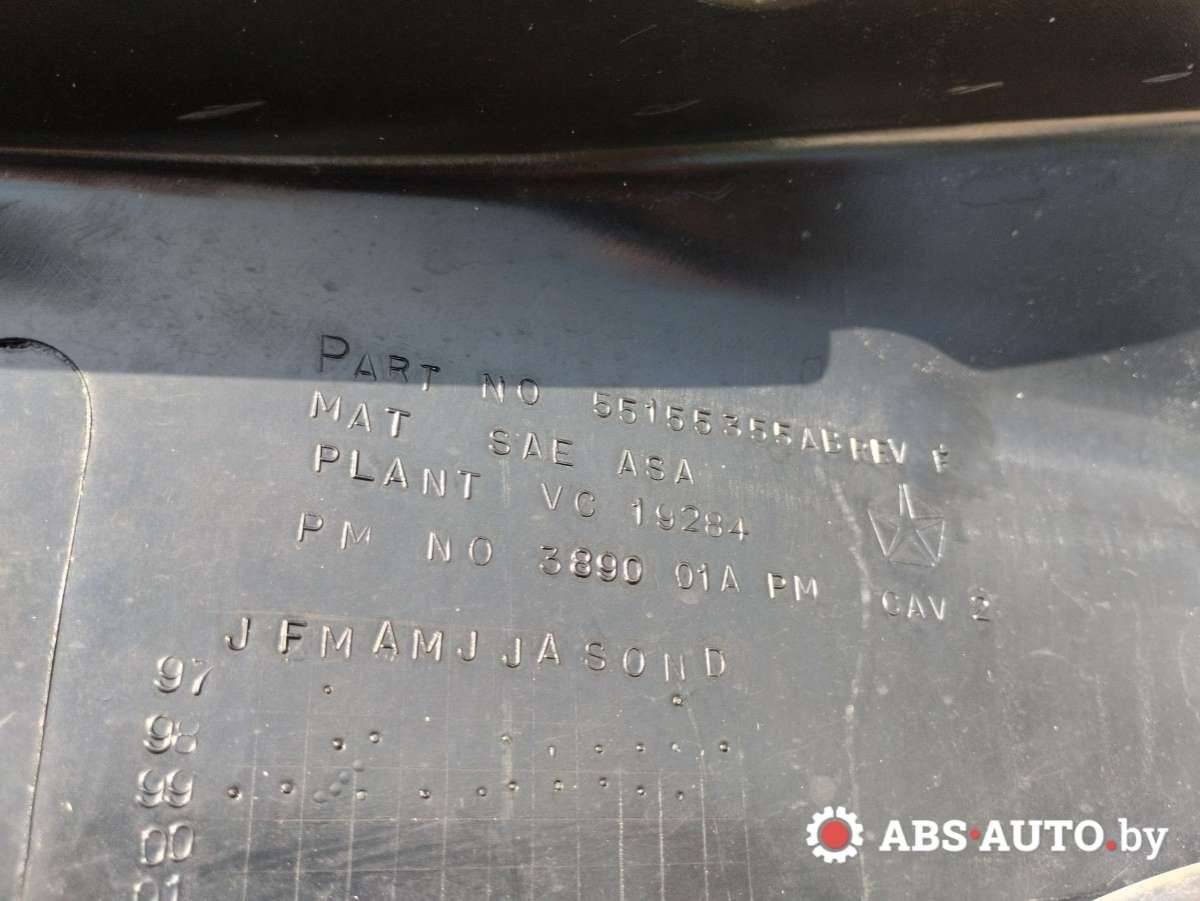 PART NO 55155355AB REV E
MAT SAE ASA
PLANT VC 19284
PM NO 3890 01A PM CAV 2
J F M A M J J A S O N D
97
98
99
00
01
ABS·AUTO.by